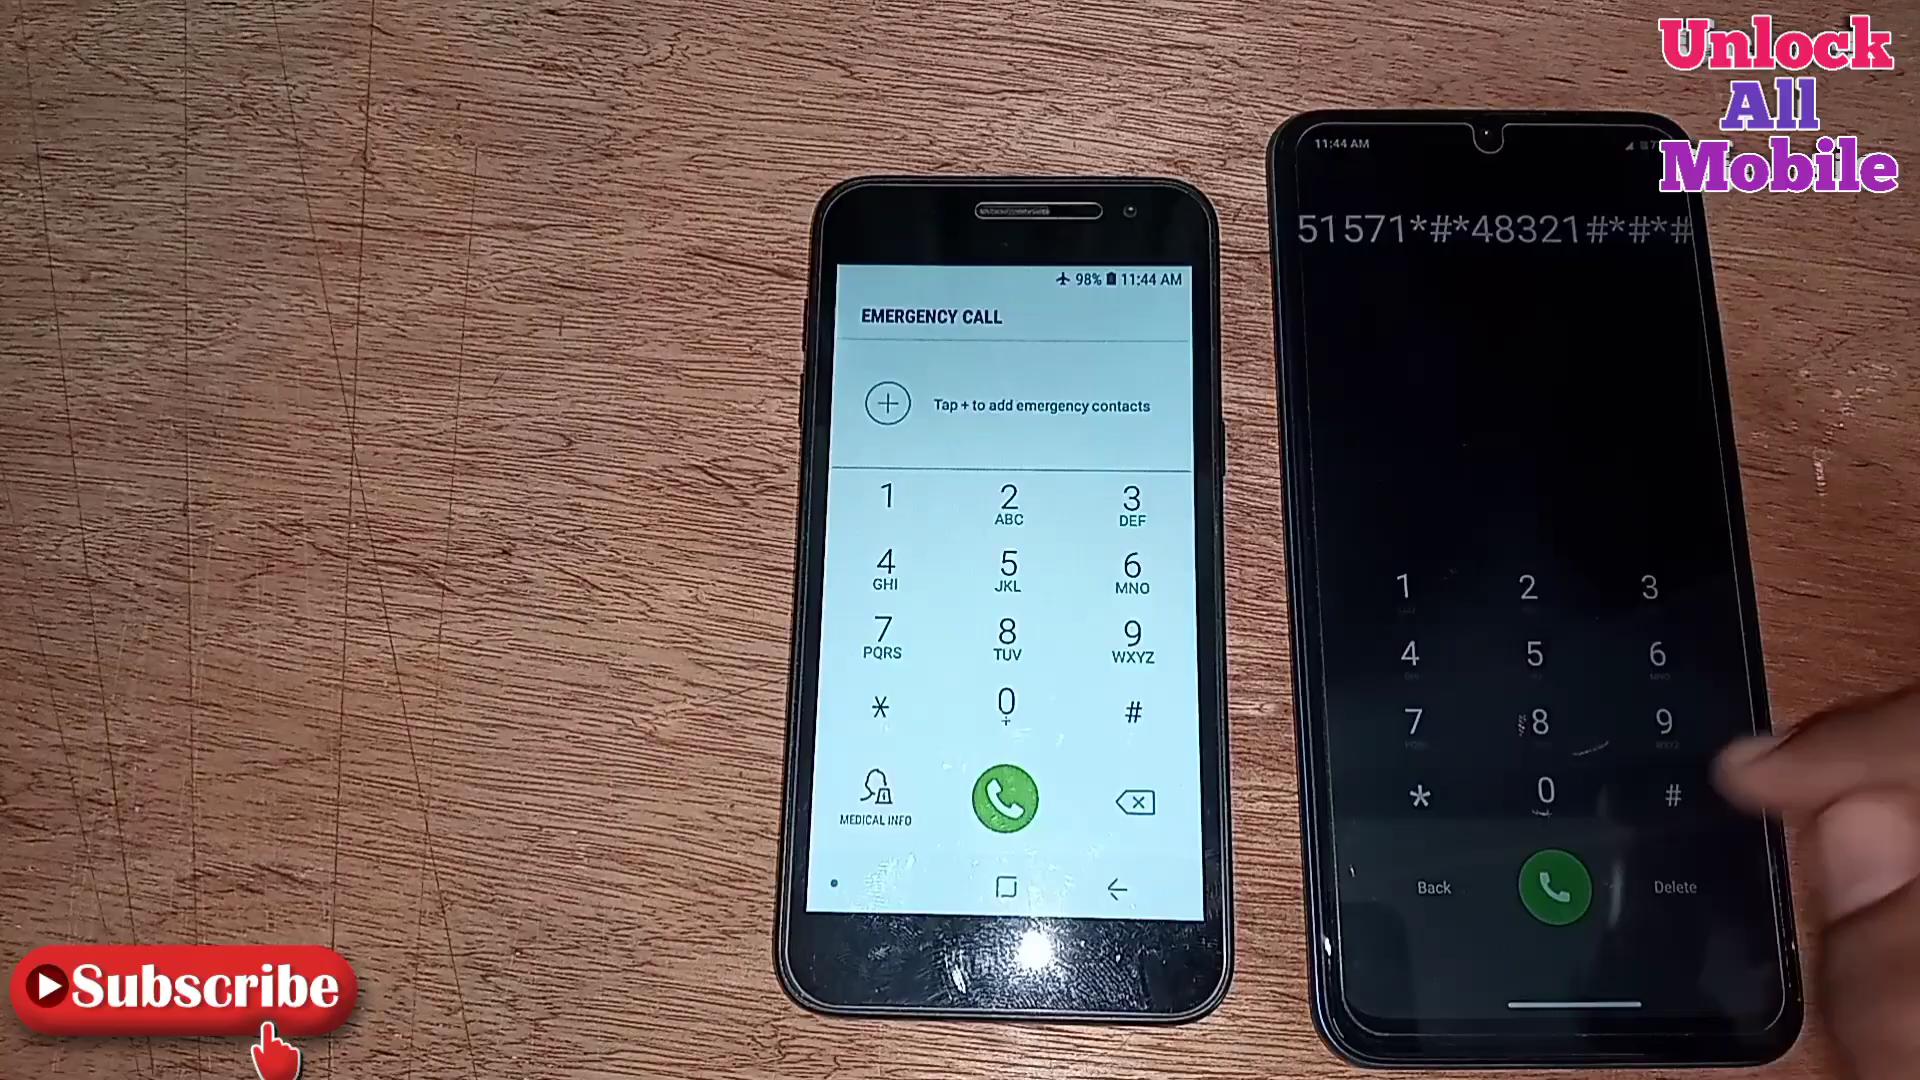 Unlock
All
Mobile
98% 11:44 AM
EMERGENCY CALL
+ Tap + to add emergency contacts
1 2 3
ABC DEF
4 5 6
GHI JKL MNO
7 8 9
PQRS TUV WXYZ
* 0 #
+
MEDICAL INFO
11:44 AM
51571*#*48321#*#*#
1 2 3
4 5 6
MNO
7 8 9
WXYZ
* 0 #
Back Delete
Subscribe